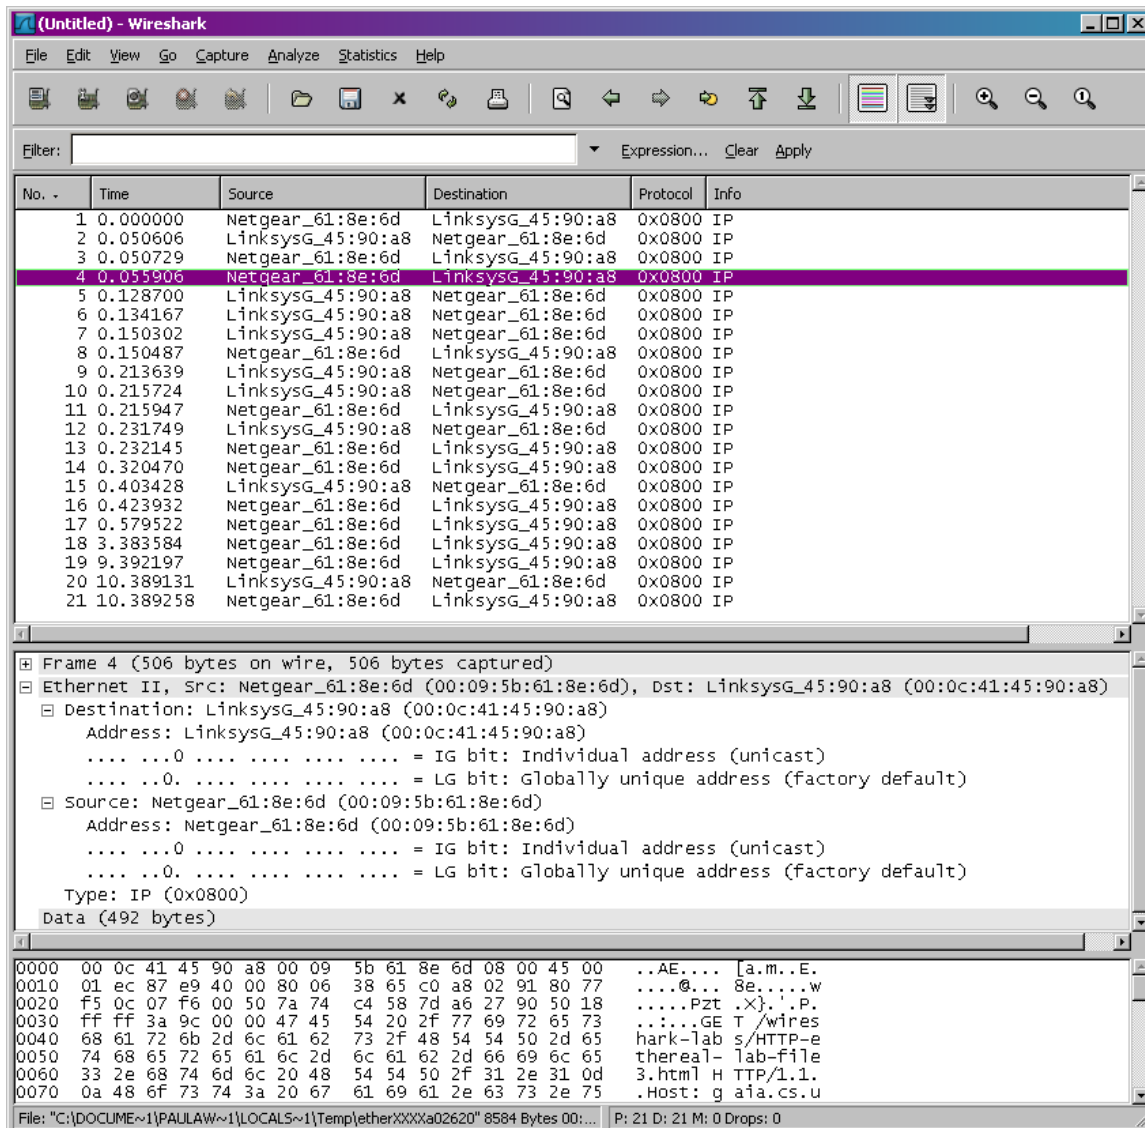 (Untitled) - Wireshark
File Edit View Go Capture Analyze Statistics Help
Filter: Expression... Clear Apply
No. - Time Source Destination Protocol Info
1 0.000000 Netgear_61:8e:6d LinksysG_45:90:a8 0x0800 IP
2 0.050606 LinksysG_45:90:a8 Netgear_61:8e:6d 0x0800 IP
3 0.050729 Netgear_61:8e:6d LinksysG_45:90:a8 0x0800 IP
4 0.055906 Netgear_61:8e:6d LinksysG_45:90:a8 0x0800 IP
5 0.128700 LinksysG_45:90:a8 Netgear_61:8e:6d 0x0800 IP
6 0.134167 LinksysG_45:90:a8 Netgear_61:8e:6d 0x0800 IP
7 0.150302 LinksysG_45:90:a8 Netgear_61:8e:6d 0x0800 IP
8 0.150487 Netgear_61:8e:6d LinksysG_45:90:a8 0x0800 IP
9 0.213639 LinksysG_45:90:a8 Netgear_61:8e:6d 0x0800 IP
10 0.215724 LinksysG_45:90:a8 Netgear_61:8e:6d 0x0800 IP
11 0.215947 Netgear_61:8e:6d LinksysG_45:90:a8 0x0800 IP
12 0.231749 LinksysG_45:90:a8 Netgear_61:8e:6d 0x0800 IP
13 0.232145 Netgear_61:8e:6d LinksysG_45:90:a8 0x0800 IP
14 0.320470 Netgear_61:8e:6d LinksysG_45:90:a8 0x0800 IP
15 0.403428 LinksysG_45:90:a8 Netgear_61:8e:6d 0x0800 IP
16 0.423932 Netgear_61:8e:6d LinksysG_45:90:a8 0x0800 IP
17 0.579522 Netgear_61:8e:6d LinksysG_45:90:a8 0x0800 IP
18 3.383584 Netgear_61:8e:6d LinksysG_45:90:a8 0x0800 IP
19 9.392197 Netgear_61:8e:6d LinksysG_45:90:a8 0x0800 IP
20 10.389131 LinksysG_45:90:a8 Netgear_61:8e:6d 0x0800 IP
21 10.389258 Netgear_61:8e:6d LinksysG_45:90:a8 0x0800 IP
Frame 4 (506 bytes on wire, 506 bytes captured)
Ethernet II, Src: Netgear_61:8e:6d (00:09:5b:61:8e:6d), Dst: LinksysG_45:90:a8 (00:0c:41:45:90:a8)
Destination: LinksysG_45:90:a8 (00:0c:41:45:90:a8)
Address: LinksysG_45:90:a8 (00:0c:41:45:90:a8)
.... ...0 .... .... .... .... = IG bit: Individual address (unicast)
.... ..0. .... .... .... .... = LG bit: Globally unique address (factory default)
Source: Netgear_61:8e:6d (00:09:5b:61:8e:6d)
Address: Netgear_61:8e:6d (00:09:5b:61:8e:6d)
.... ...0 .... .... .... .... = IG bit: Individual address (unicast)
.... ..0. .... .... .... .... = LG bit: Globally unique address (factory default)
Type: IP (0x0800)
Data (492 bytes)
0000 00 0c 41 45 90 a8 00 09 5b 61 8e 6d 08 00 45 00 ..AE.... [a.m..E.
0010 01 ec 87 e9 40 00 80 06 38 65 c0 a8 02 91 80 77 ....@... 8e.....w
0020 f5 0c 07 f6 00 50 7a 74 c4 58 7d a6 27 90 50 18 .....Pzt .X}.'.P.
0030 ff ff 3a 9c 00 00 47 45 54 20 2f 77 69 72 65 73 ..:...GE T /wires
0040 68 61 72 6b 2d 6c 61 62 73 2f 48 54 54 50 2d 65 hark-lab s/HTTP-e
0050 74 68 65 72 65 61 6c 2d 6c 61 62 2d 66 69 6c 65 thereal- lab-file
0060 33 2e 68 74 6d 6c 20 48 54 54 50 2f 31 2e 31 0d 3.html H TTP/1.1.
0070 0a 48 6f 73 74 3a 20 67 61 69 61 2e 63 73 2e 75 .Host: g aia.cs.u
File: "C:\DOCUME~1\PAULAW~1\LOCALS~1\Temp\etherXXXXa02620" 8584 Bytes 00:... P: 21 D: 21 M: 0 Drops: 0